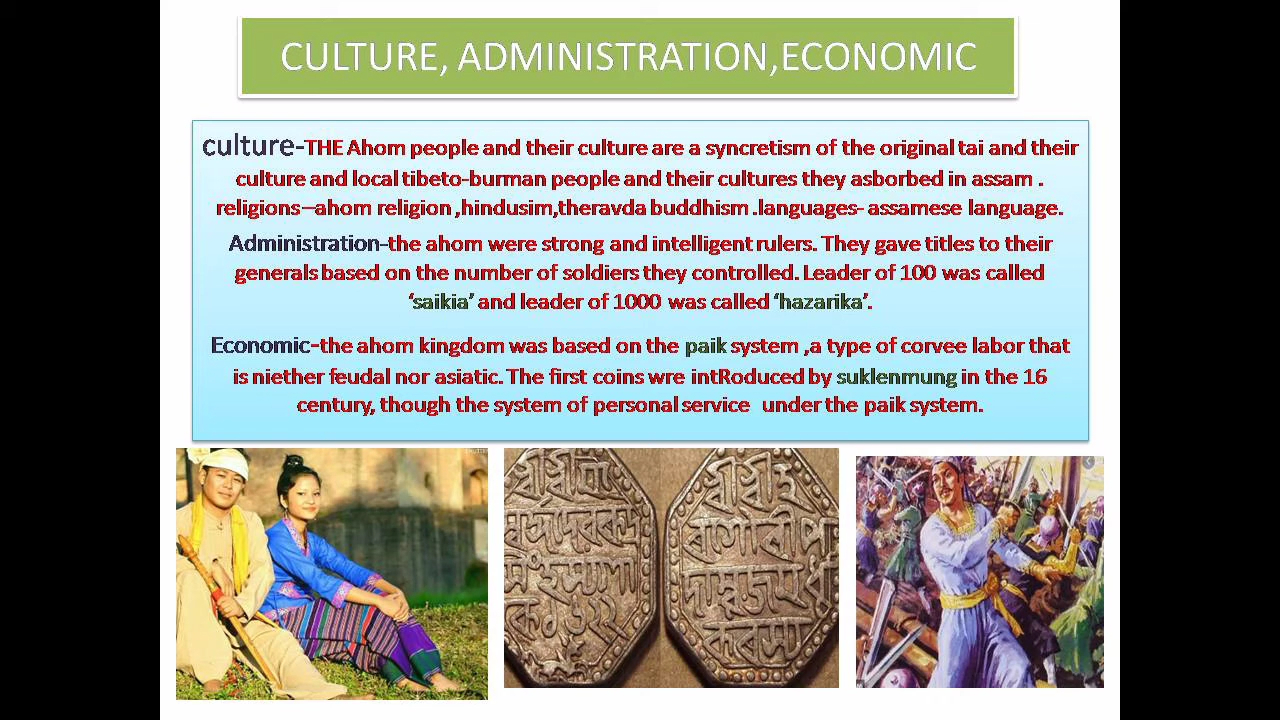 CULTURE, ADMINISTRATION,ECONOMIC
culture-THE Ahom people and their culture are a syncretism of the original tai and their
culture and local tibeto-burman people and their cultures they asborbed in assam .
religions–ahom religion ,hindusim,theravda buddhism .languages- assamese language.
Administration-the ahom were strong and intelligent rulers. They gave titles to their
generals based on the number of soldiers they controlled. Leader of 100 was called
‘saikia’ and leader of 1000 was called ‘hazarika’.
Economic-the ahom kingdom was based on the paik system ,a type of corvee labor that
is niether feudal nor asiatic. The first coins wre intRoduced by suklenmung in the 16
century, though the system of personal service under the paik system.